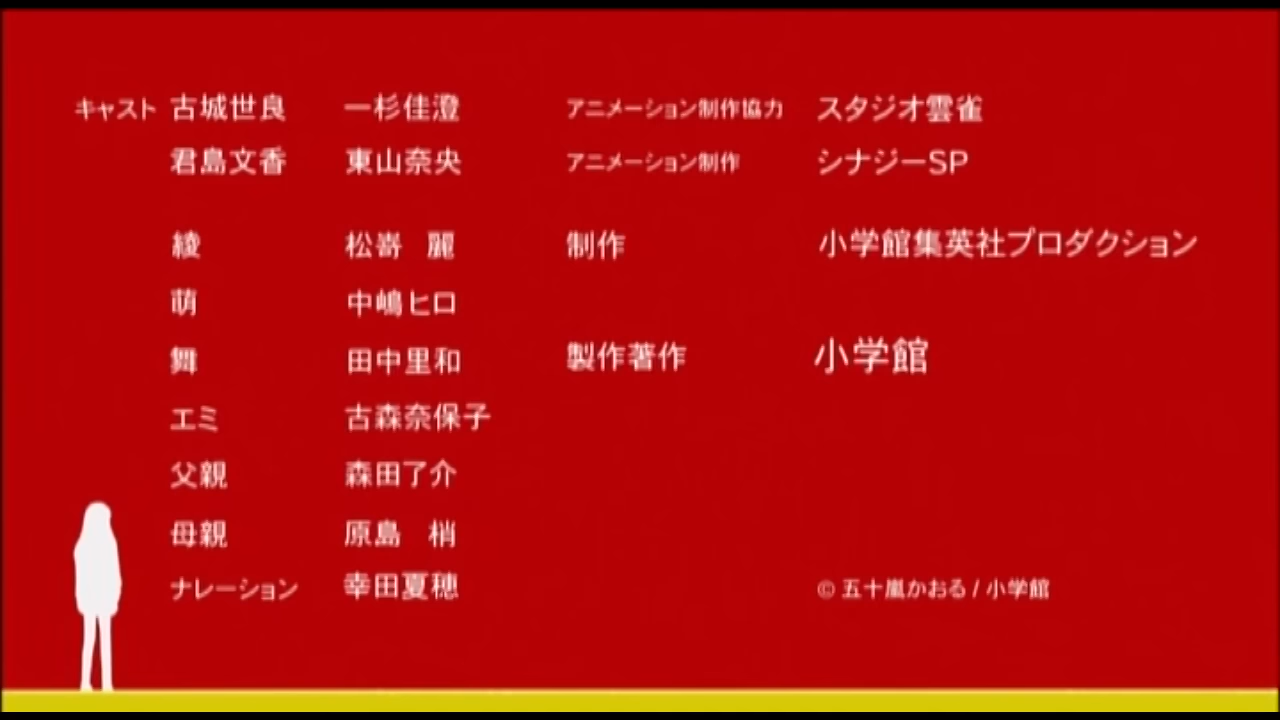 キャスト 古城世良 一杉佳澄
君島文香 東山奈央
綾 松嵜 麗
萌 中嶋ヒロ
舞 田中里和
エミ 古森奈保子
父親 森田了介
母親 原島 梢
ナレーション 幸田夏穂
アニメーション制作協力 スタジオ雲雀
アニメーション制作 シナジーSP
制作 小学館集英社プロダクション
製作著作 小学館
© 五十嵐かおる / 小学館